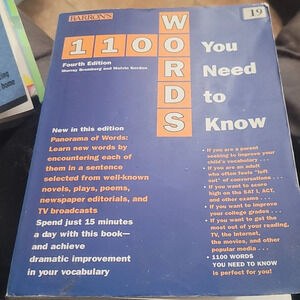 BARRON'S
19
WORDS
1100
You
Need
to
Know
Fourth Edition
Murray Bromberg and Melvin Gordon
New in this edition
Panorama of Words:
Learn new words by
encountering each of
them in a sentence
selected from well-known
novels, plays, poems,
newspaper editorials, and
TV broadcasts
Spend just 15 minutes
a day with this book—
and achieve
dramatic improvement
in your vocabulary
• If you are a parent
seeking to improve your
child's vocabulary . . .
• If you are an adult
who often feels "left
out" of conversations . . .
• If you want to score
high on the SAT I, ACT,
and other exams . . .
• If you want to improve
your college grades . . .
• If you want to get the
most out of your reading,
TV, the Internet,
the movies, and other
popular media . . .
• 1100 WORDS
YOU NEED TO KNOW
is perfect for you!